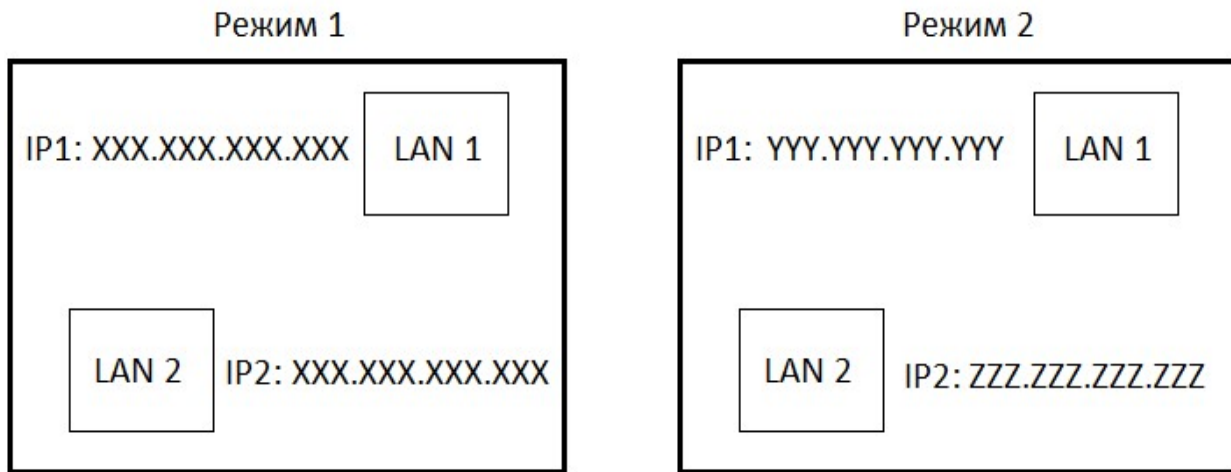 Режим 1
IP1: XXX.XXX.XXX.XXX
LAN 1
LAN 2
IP2: XXX.XXX.XXX.XXX
Режим 2
IP1: YYY.YYY.YYY.YYY
LAN 1
LAN 2
IP2: ZZZ.ZZZ.ZZZ.ZZZ